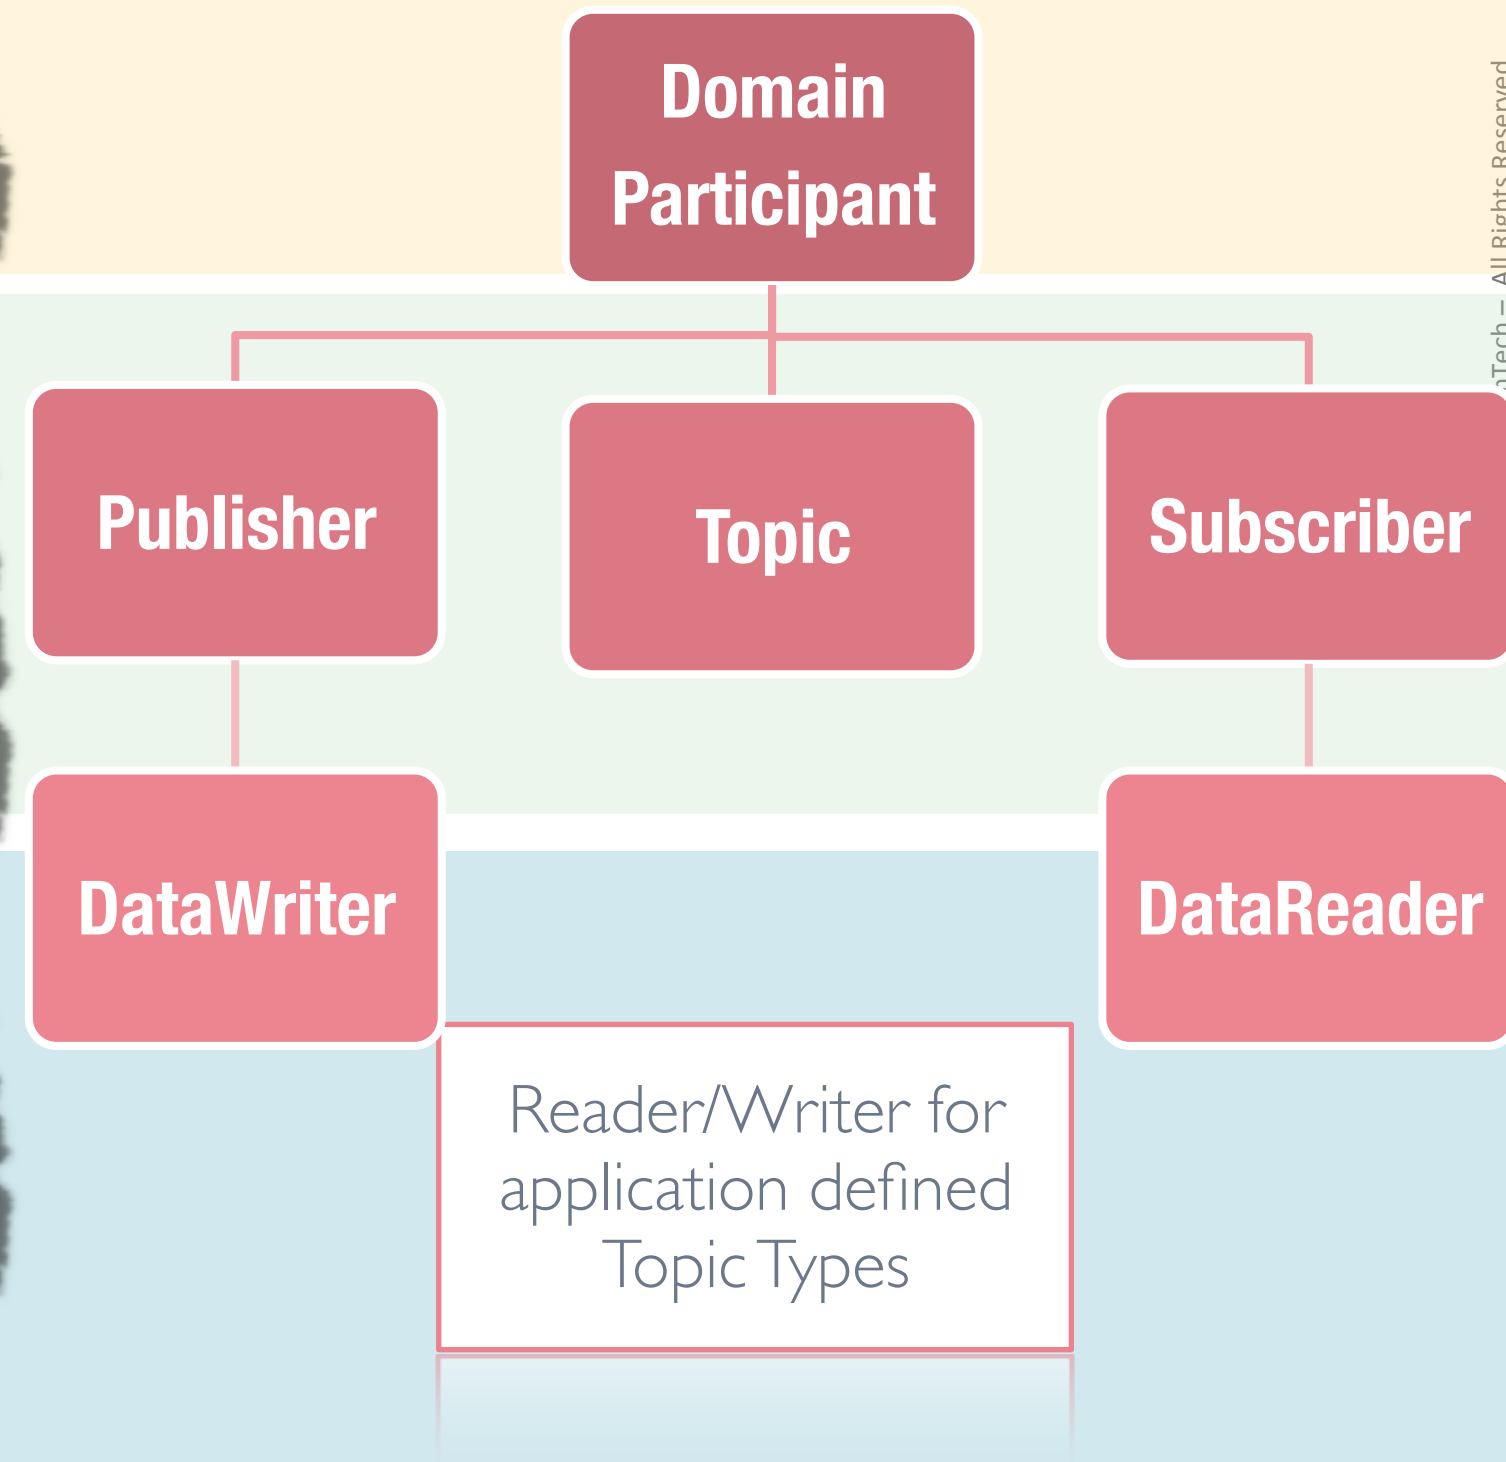 Domain
Participant
All Rights Reserved
Publisher
Topic
Subscriber
DataWriter
DataReader
Reader/Writer for
application defined
Topic Types